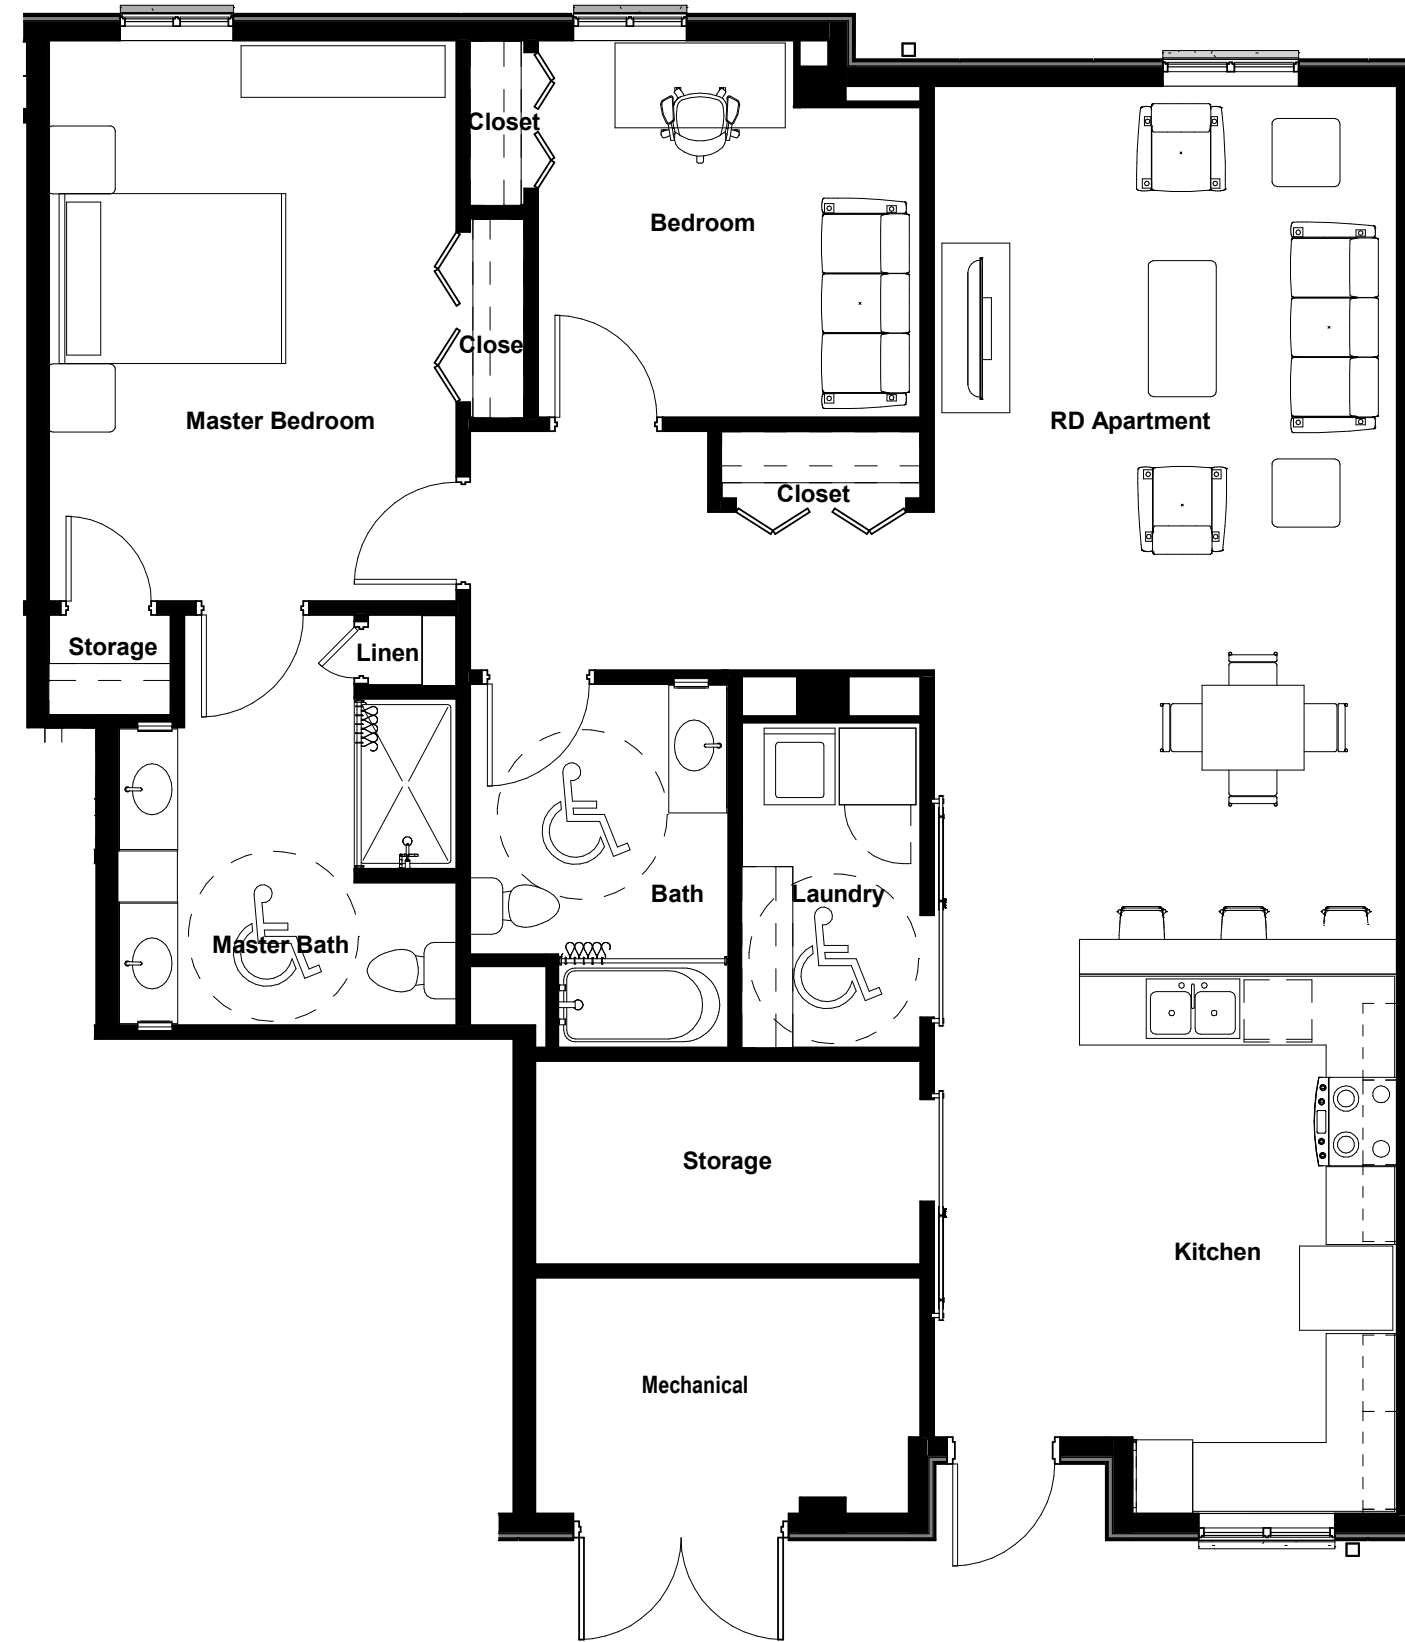 Closet
Bedroom
Close
Master Bedroom
RD Apartment
Closet
Storage
Linen
Bath
Laundry
Master Bath
Storage
Kitchen
Mechanical